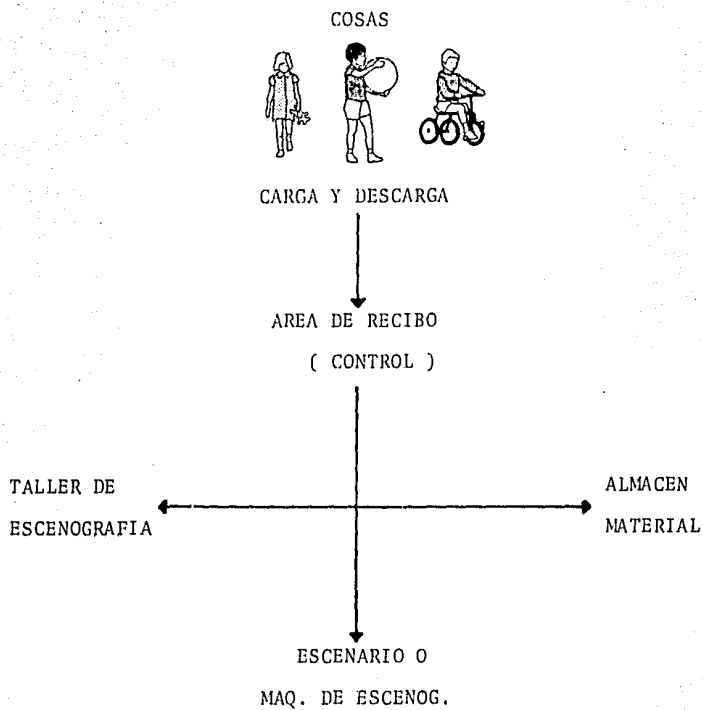 COSAS
CARGA Y DESCARGA
AREA DE RECIBO
( CONTROL )
TALLER DE
ESCENOGRAFIA
ALMACEN
MATERIAL
ESCENARIO O
MAQ. DE ESCENOG.